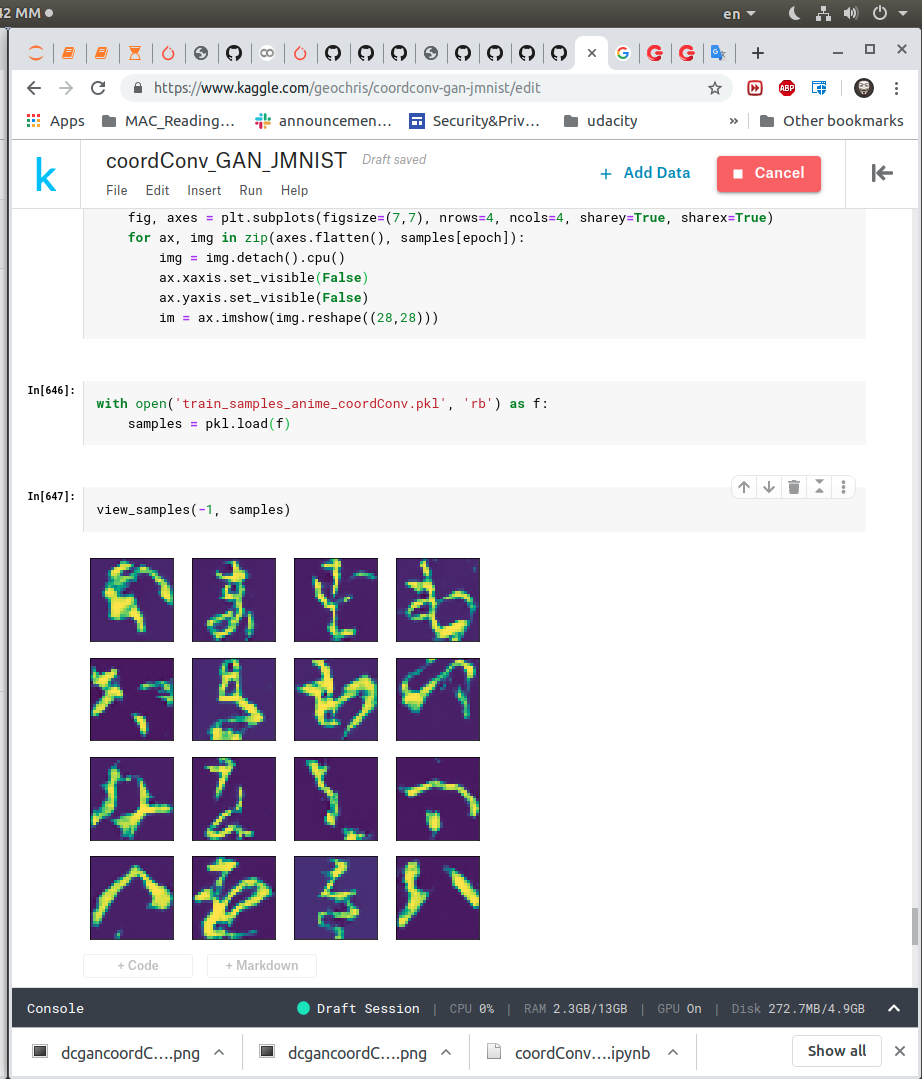 42 MM
en
https://www.kaggle.com/geochris/coordconv-gan-jmnist/edit
ABP
Apps
MAC_Reading...
announcemen...
Security&Priv...
udacity
»
Other bookmarks
k
coordConv_GAN_JMNIST
Draft saved
File Edit Insert Run Help
+ Add Data
Cancel
fig, axes = plt.subplots(figsize=(7,7), nrows=4, ncols=4, sharey=True, sharex=True)
for ax, img in zip(axes.flatten(), samples[epoch]):
img = img.detach().cpu()
ax.xaxis.set_visible(False)
ax.yaxis.set_visible(False)
im = ax.imshow(img.reshape((28,28)))
In[646]:
with open('train_samples_anime_coordConv.pkl', 'rb') as f:
samples = pkl.load(f)
In[647]:
view_samples(-1, samples)
+ Code
+ Markdown
Console
Draft Session | CPU 0% | RAM 2.3GB/13GB | GPU On | Disk 272.7MB/4.9GB
dcgancoordC....png
dcgancoordC....png
coordConv....ipynb
Show all